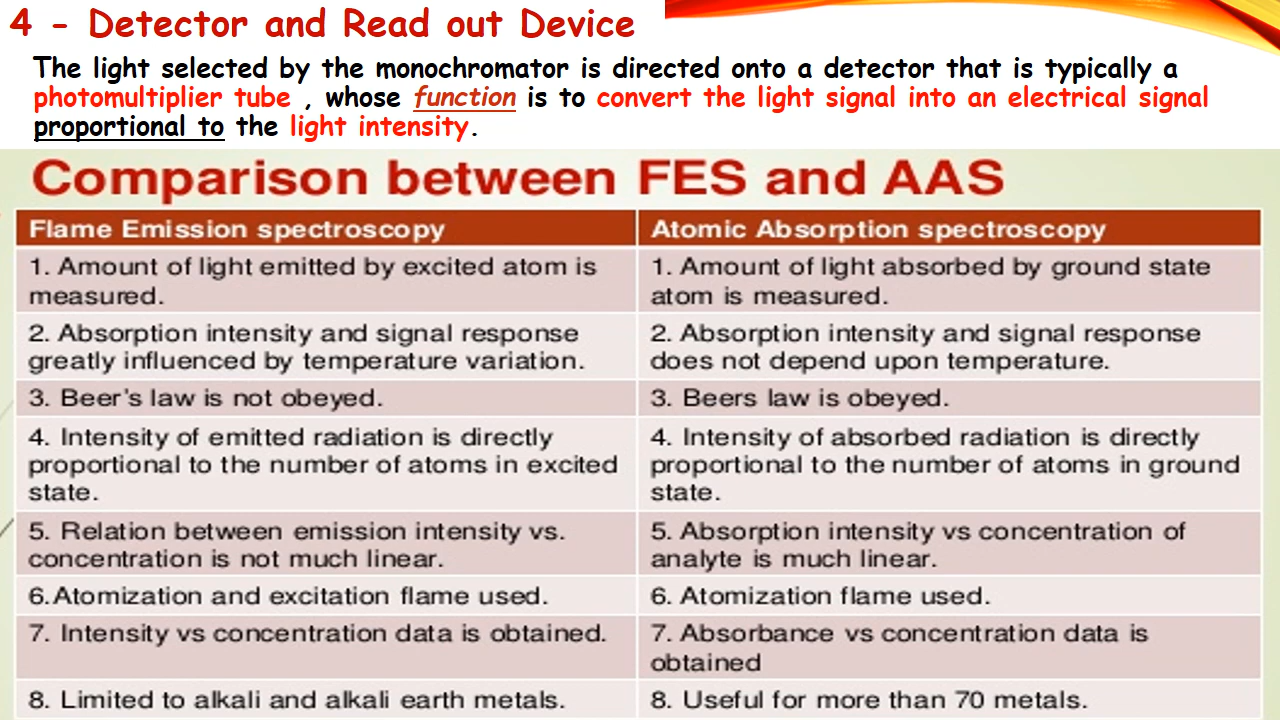 4 - Detector and Read out Device
The light selected by the monochromator is directed onto a detector that is typically a
photomultiplier tube , whose function is to convert the light signal into an electrical signal
proportional to the light intensity.
Comparison between FES and AAS
Flame Emission spectroscopy
Atomic Absorption spectroscopy
1. Amount of light emitted by excited atom is
measured.
1. Amount of light absorbed by ground state
atom is measured.
2. Absorption intensity and signal response
greatly influenced by temperature variation.
2. Absorption intensity and signal response
does not depend upon temperature.
3. Beer's law is not obeyed.
3. Beers law is obeyed.
4. Intensity of emitted radiation is directly
proportional to the number of atoms in excited
state.
4. Intensity of absorbed radiation is directly
proportional to the number of atoms in ground
state.
5. Relation between emission intensity vs.
concentration is not much linear.
5. Absorption intensity vs concentration of
analyte is much linear.
6.Atomization and excitation flame used.
6. Atomization flame used.
7. Intensity vs concentration data is obtained.
7. Absorbance vs concentration data is
obtained
8. Limited to alkali and alkali earth metals.
8. Useful for more than 70 metals.